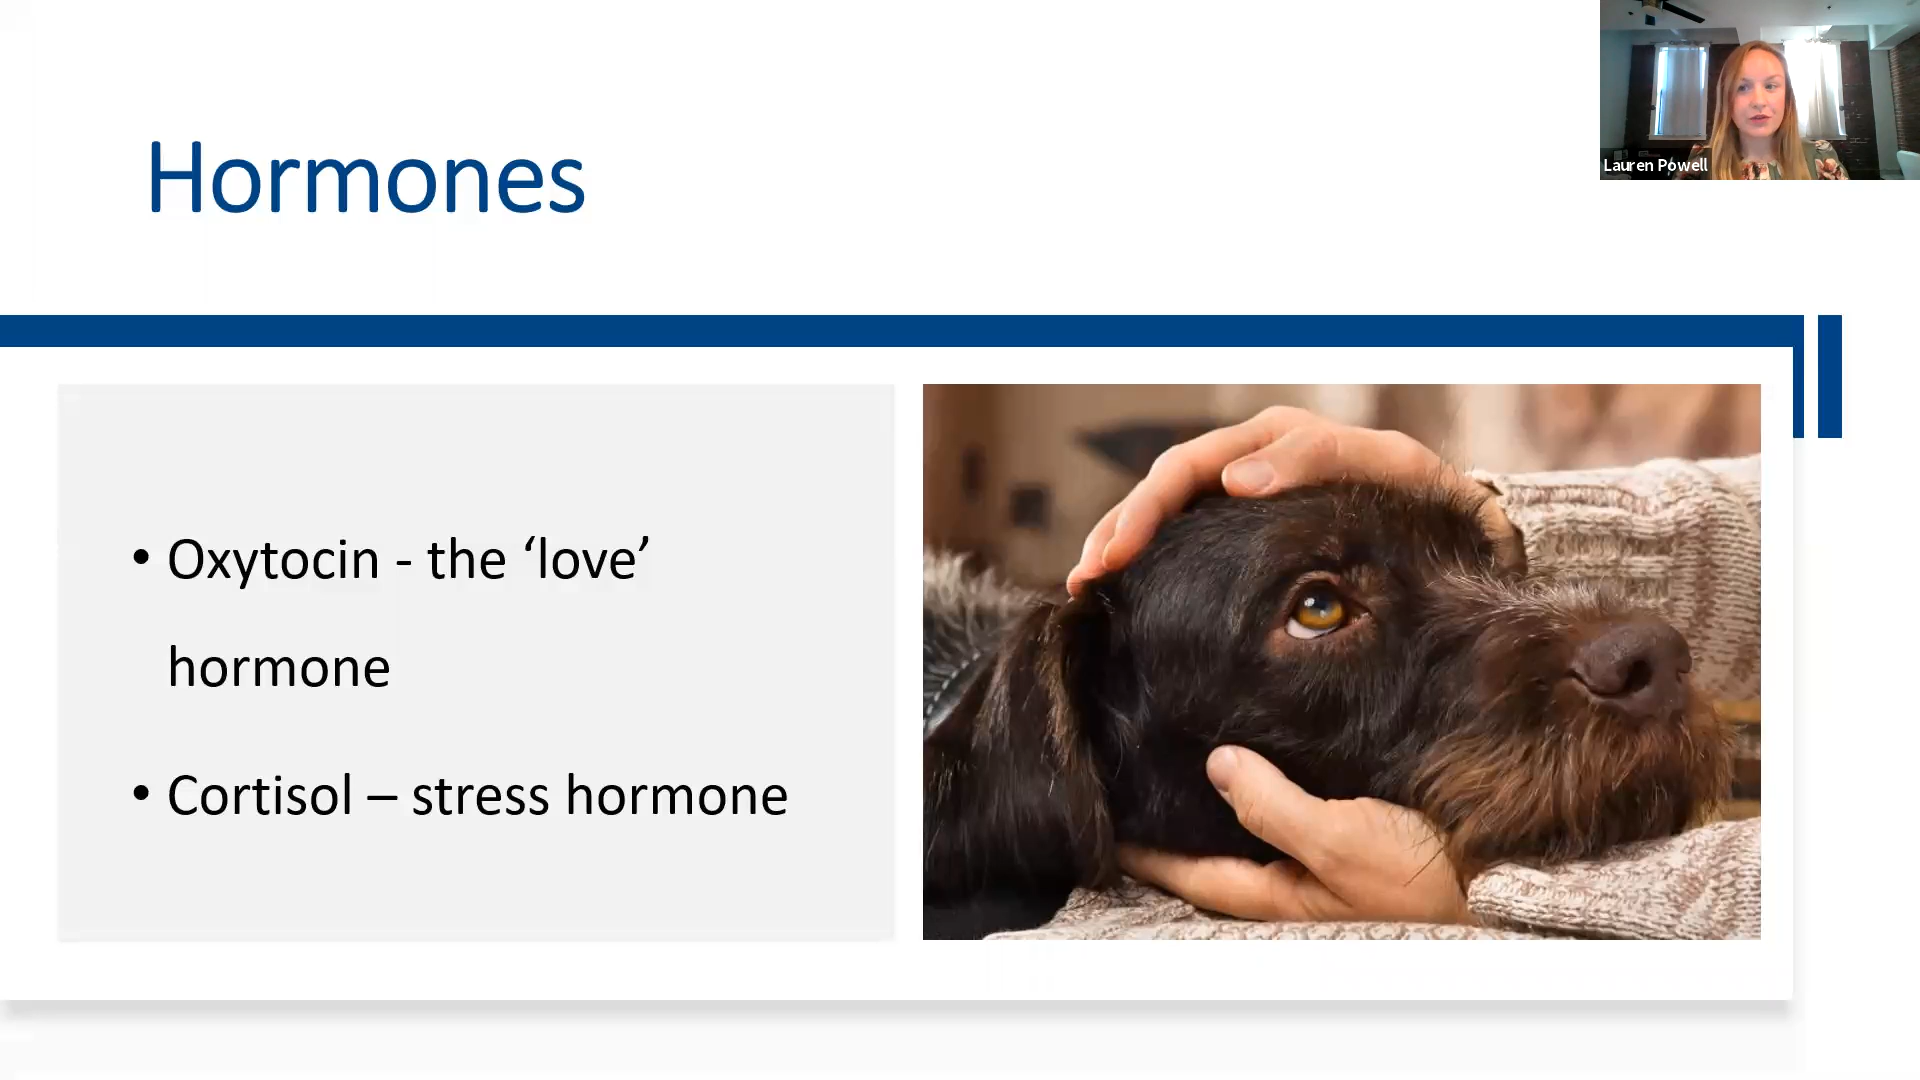 Lauren Powell
Hormones
• Oxytocin - the ‘love’
hormone
• Cortisol – stress hormone